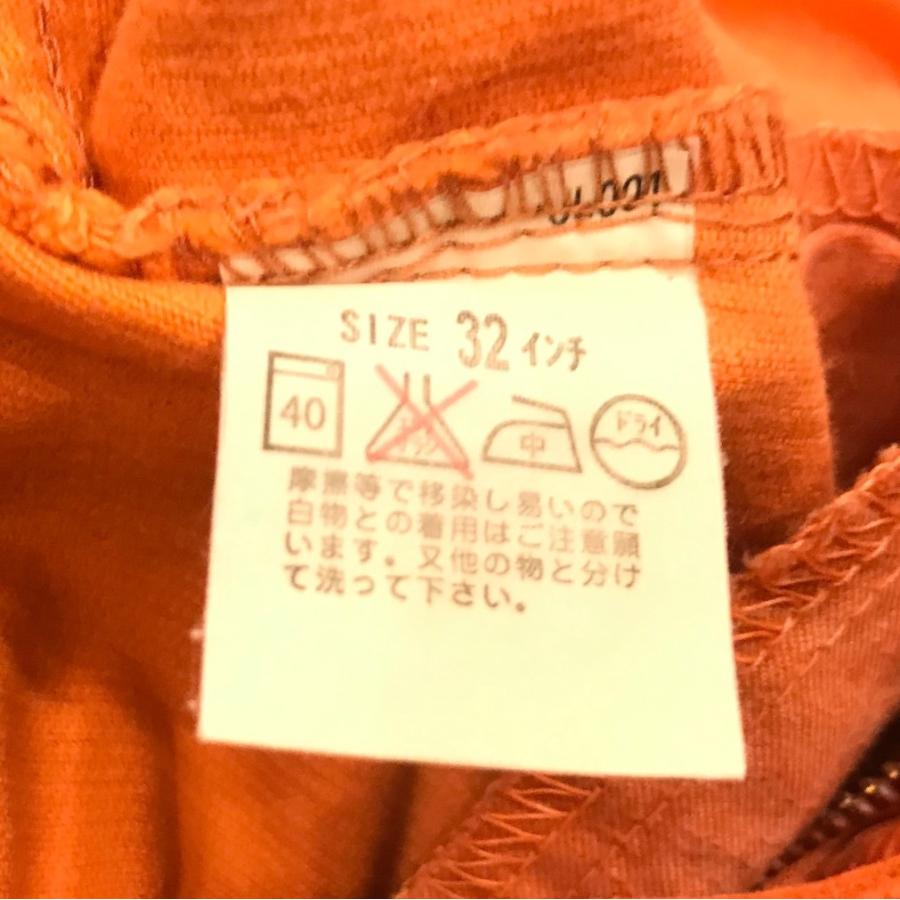 SIZE 32インチ
40 中 ドライ
摩擦等で移染し易いので
白物との着用はご注意願
います。又他の物と分け
て洗って下さい。